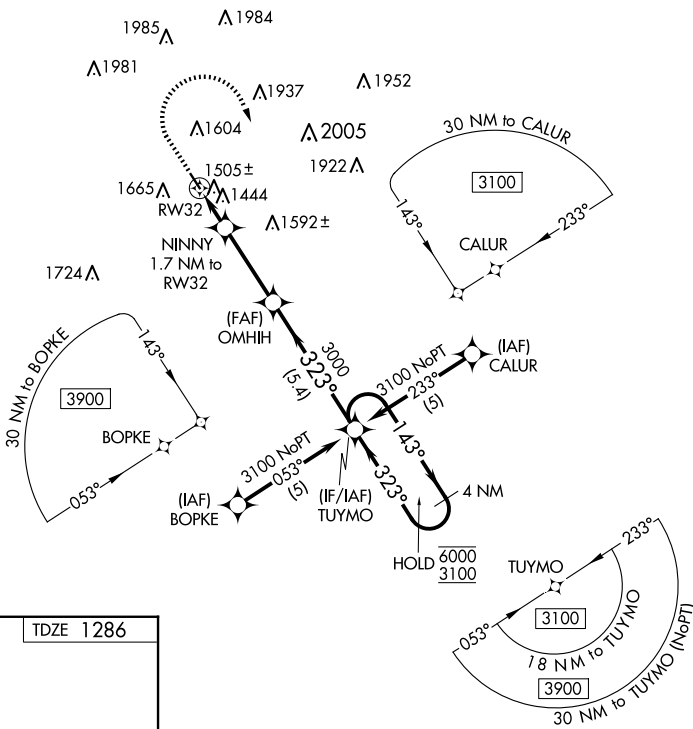 1984
1985
1981
1937
1952
1604
2005
1922
30 NM to CALUR
3100
143°
233°
CALUR
1505±
1665
1444
RW32
1592±
NINNY
1.7 NM to
RW32
1724
(FAF)
OMHIH
3000
323°
(5.4)
30 NM to BOPKE
3900
143°
BOPKE
053°
(IAF)
CALUR
3100 NoPT
233°
(5)
3100 NoPT
053°
(5)
(IAF)
BOPKE
(IF/IAF)
TUYMO
143°
323°
4 NM
HOLD
6000
3100
TUYMO
233°
053°
3100
18 NM to TUYMO
3900
30 NM to TUYMO (NoPT)
TDZE 1286